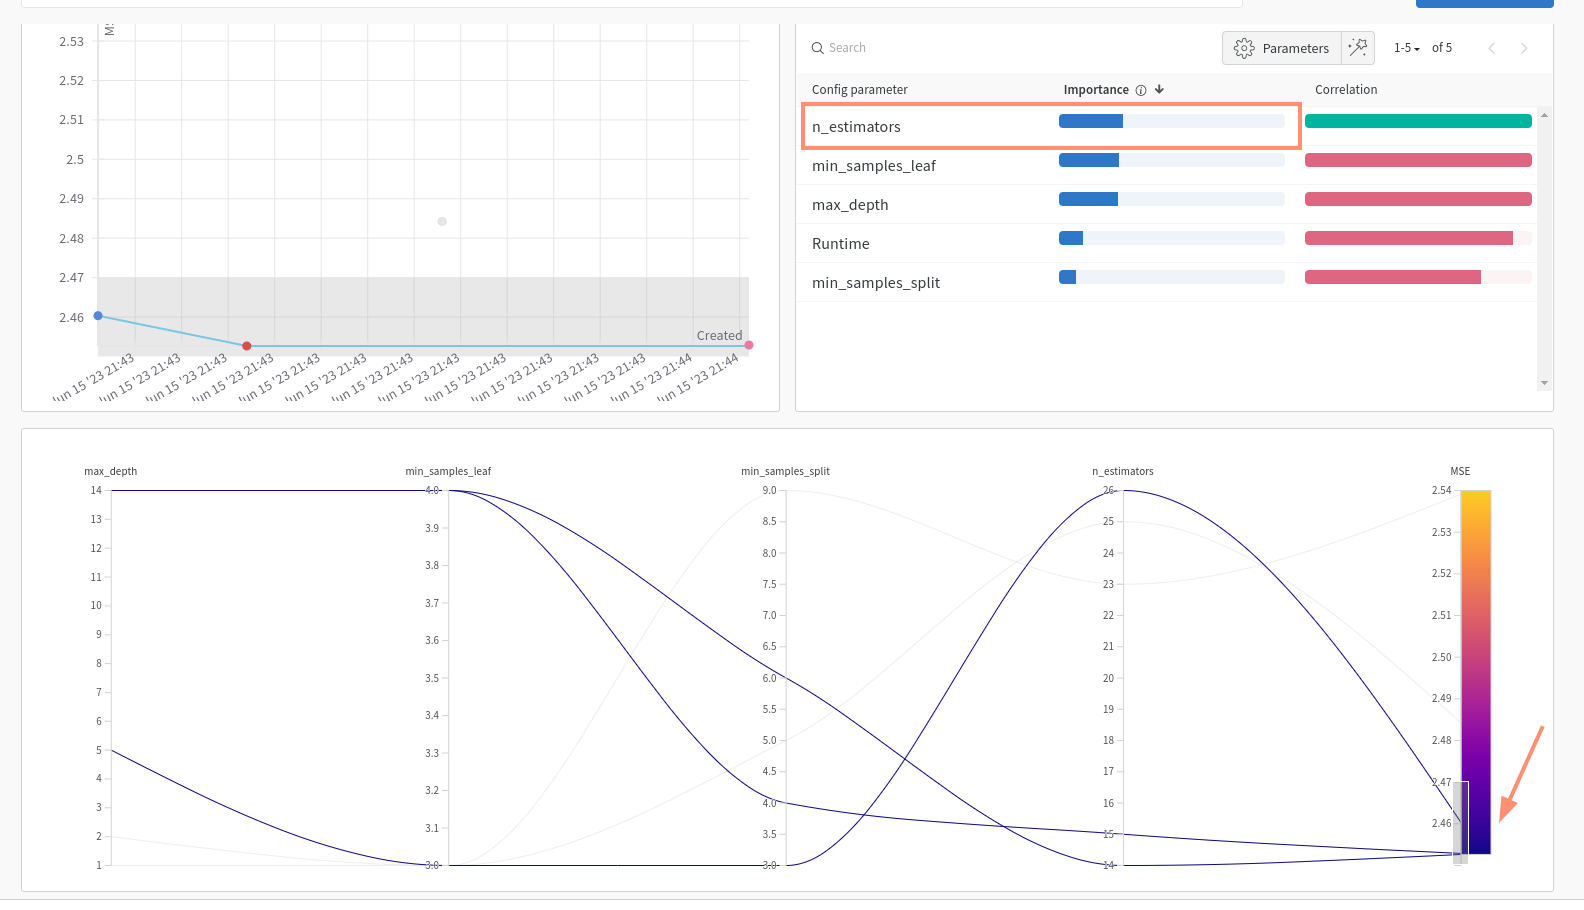 2.53
2.52
2.51
2.5
2.49
2.48
2.47
2.46
Created
Jun 15 '23 21:43
Jun 15 '23 21:43
Jun 15 '23 21:43
Jun 15 '23 21:43
Jun 15 '23 21:43
Jun 15 '23 21:43
Jun 15 '23 21:43
Jun 15 '23 21:43
Jun 15 '23 21:43
Jun 15 '23 21:43
Jun 15 '23 21:43
Jun 15 '23 21:43
Jun 15 '23 21:44
Jun 15 '23 21:44
Search
Parameters
1-5 of 5
Config parameter Importance Correlation
n_estimators
min_samples_leaf
max_depth
Runtime
min_samples_split
max_depth
14
13
12
11
10
9
8
7
6
5
4
3
2
1
min_samples_leaf
4.0
3.9
3.8
3.7
3.6
3.5
3.4
3.3
3.2
3.1
3.0
min_samples_split
9.0
8.5
8.0
7.5
7.0
6.5
6.0
5.5
5.0
4.5
4.0
3.5
3.0
n_estimators
26
25
24
23
22
21
20
19
18
17
16
15
14
MSE
2.54
2.53
2.52
2.51
2.50
2.49
2.48
2.47
2.46